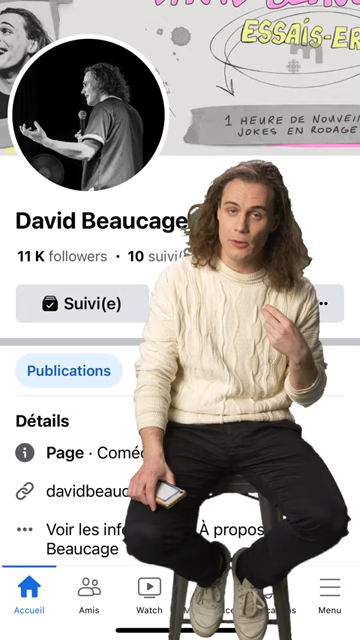 ESSAIS-ER
1 HEURE DE NOUVE
JOKES EN RODAGE
David Beaucage
11 K followers • 10 suivi
Suivi(e)
Publications
Détails
Page · Comé
davidbeauc
Voir les info À propos
Beaucage
Accueil
Amis
Watch
Menu